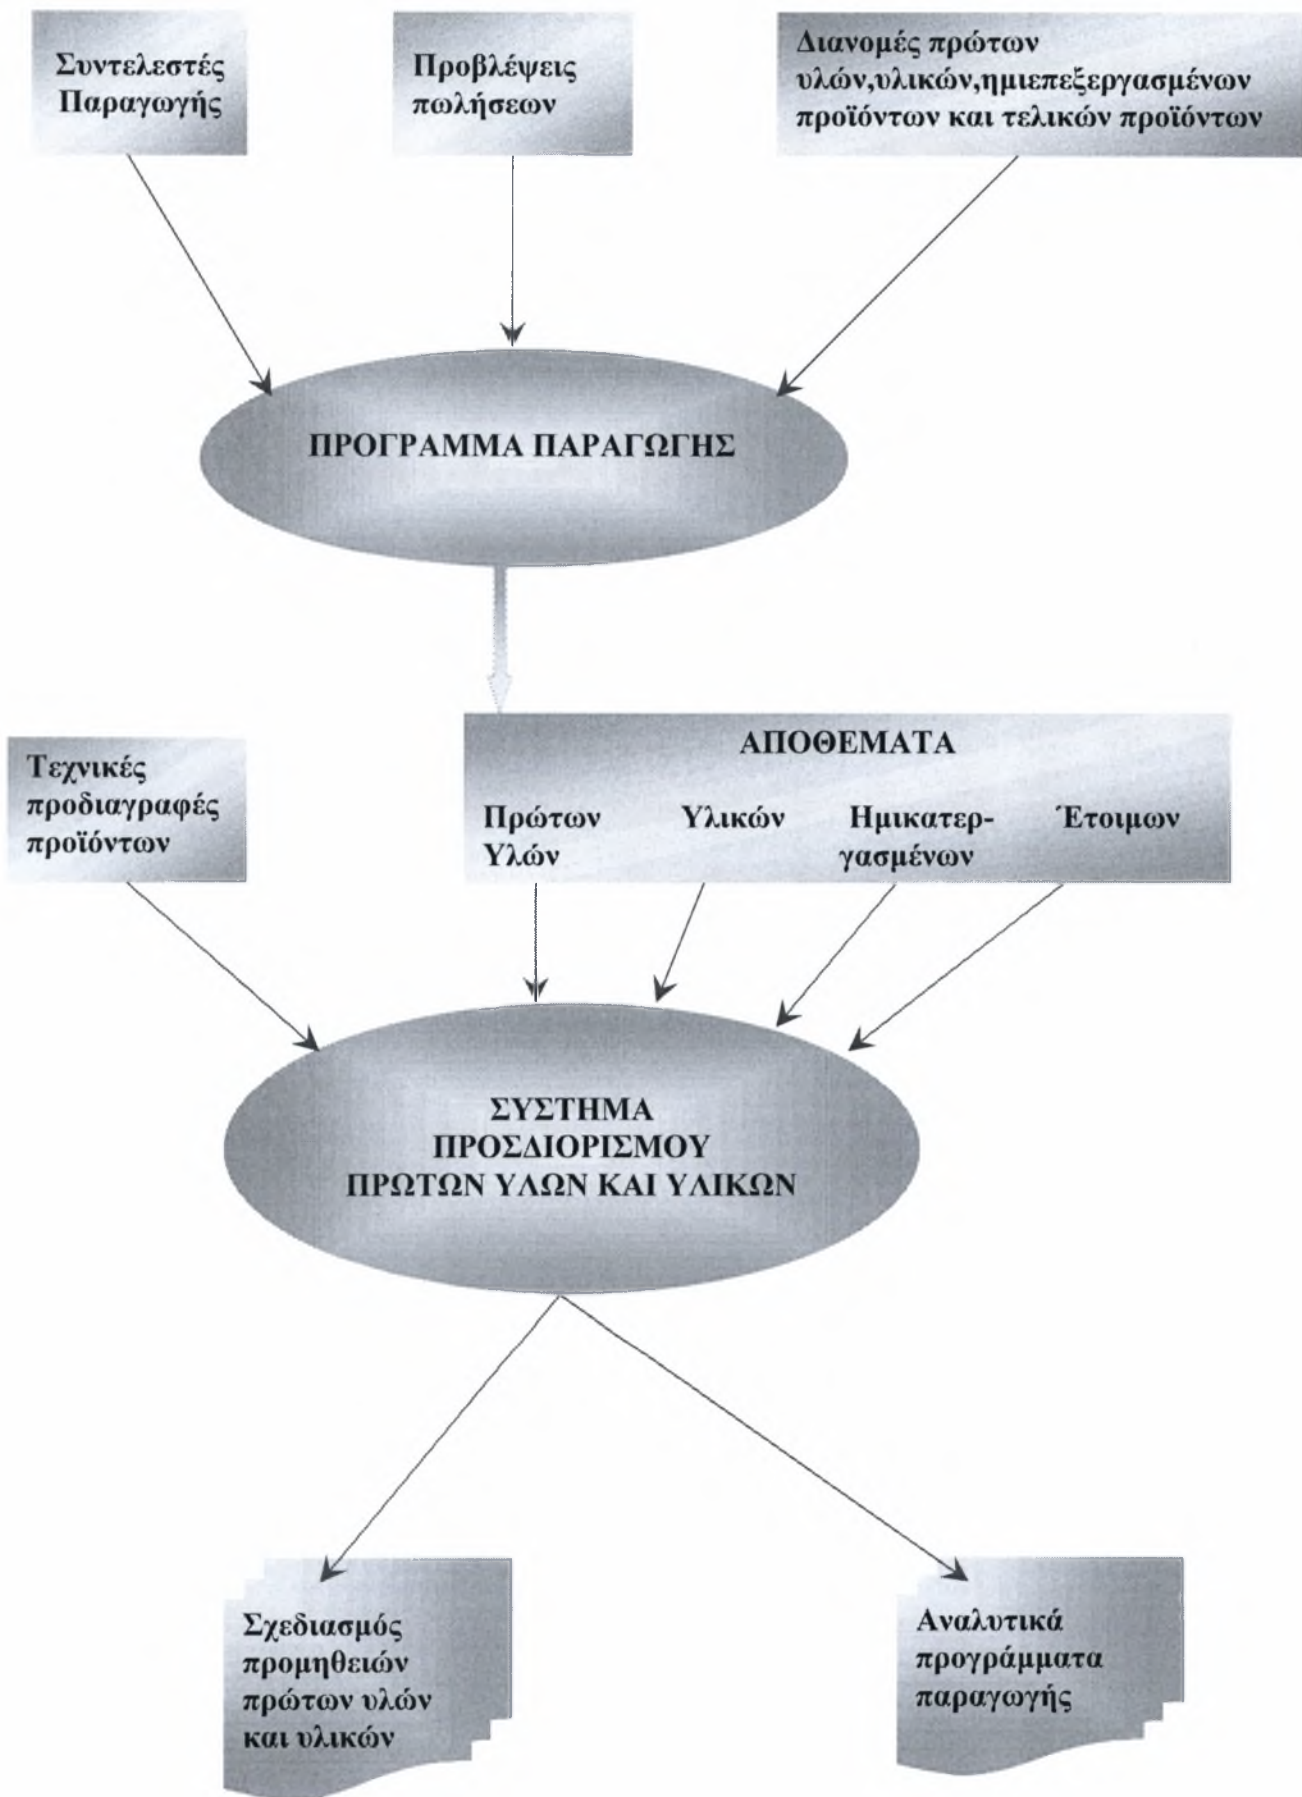 Συντελεστές
Παραγωγής
Προβλέψεις
πωλήσεων
Διανομές πρώτων
υλών,υλικών,ημιεπεξεργασμένων
προϊόντων και τελικών προϊόντων
ΠΡΟΓΡΑΜΜΑ ΠΑΡΑΓΩΓΗΣ
Τεχνικές
προδιαγραφές
προϊόντων
ΑΠΟΘΕΜΑΤΑ
Πρώτων Υλικών Ημικατερ- Έτοιμων
Υλών γασμένων
ΣΥΣΤΗΜΑ
ΠΡΟΣΔΙΟΡΙΣΜΟΥ
ΠΡΩΤΩΝ ΥΛΩΝ ΚΑΙ ΥΛΙΚΩΝ
Σχεδιασμός
προμηθειών
πρώτων υλών
και υλικών
Αναλυτικά
προγράμματα
παραγωγής